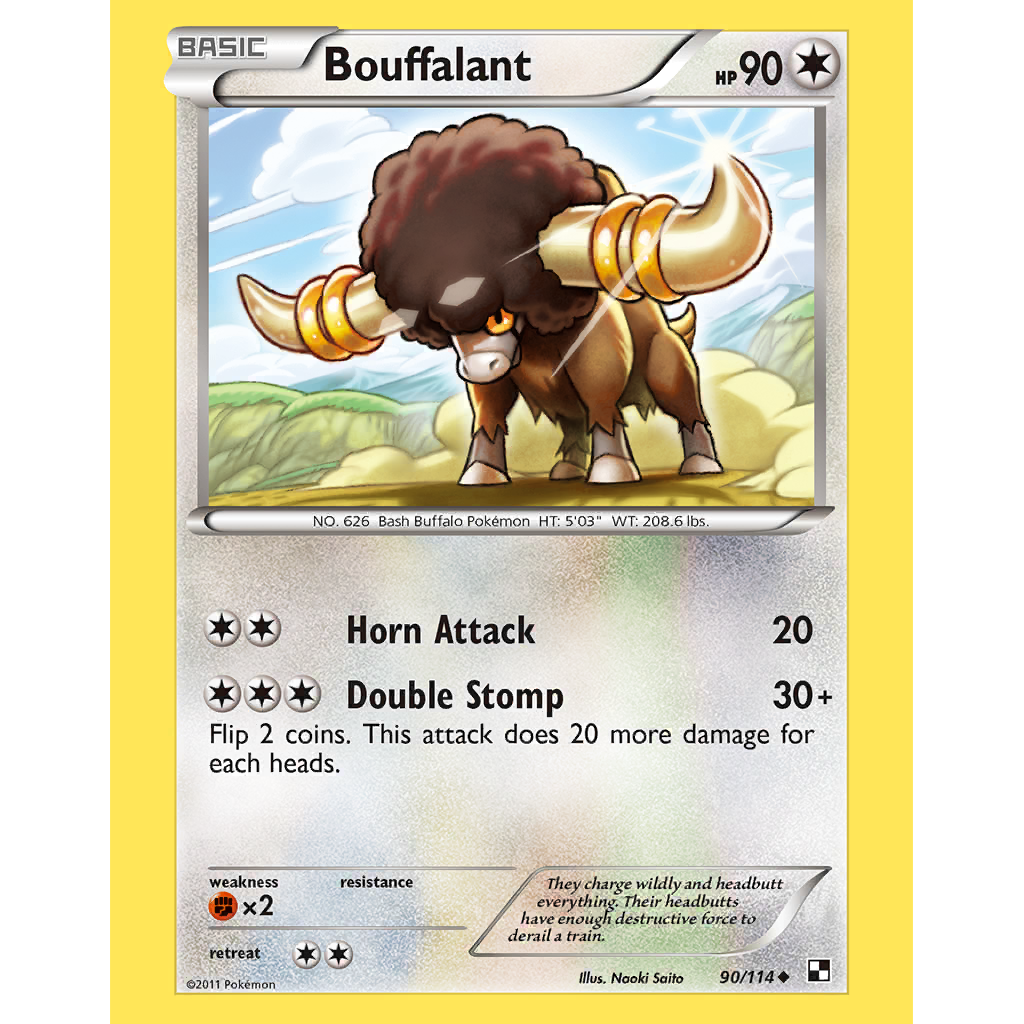 BASIC
Bouffalant
HP 90
NO. 626 Bash Buffalo Pokémon HT: 5'03" WT: 208.6 lbs.
Horn Attack 20
Double Stomp 30+
Flip 2 coins. This attack does 20 more damage for
each heads.
weakness resistance
×2
They charge wildly and headbutt
everything. Their headbutts
have enough destructive force to
derail a train.
retreat
Illus. Naoki Saito 90/114
©2011 Pokémon